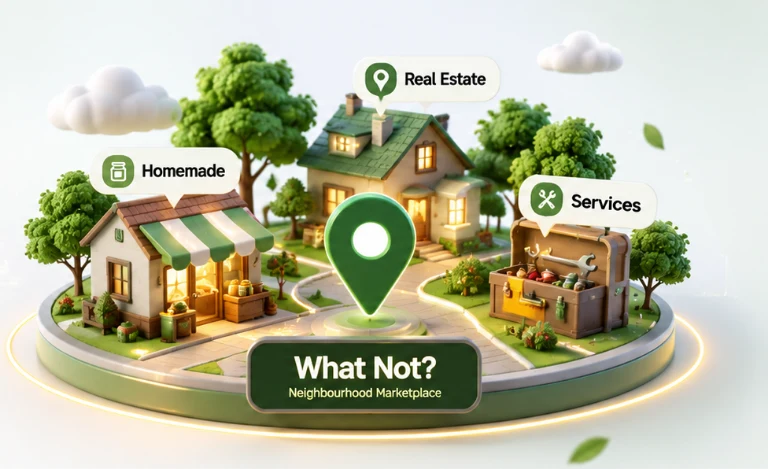 Real Estate
Homemade
Services
What Not?
Neighbourhood Marketplace